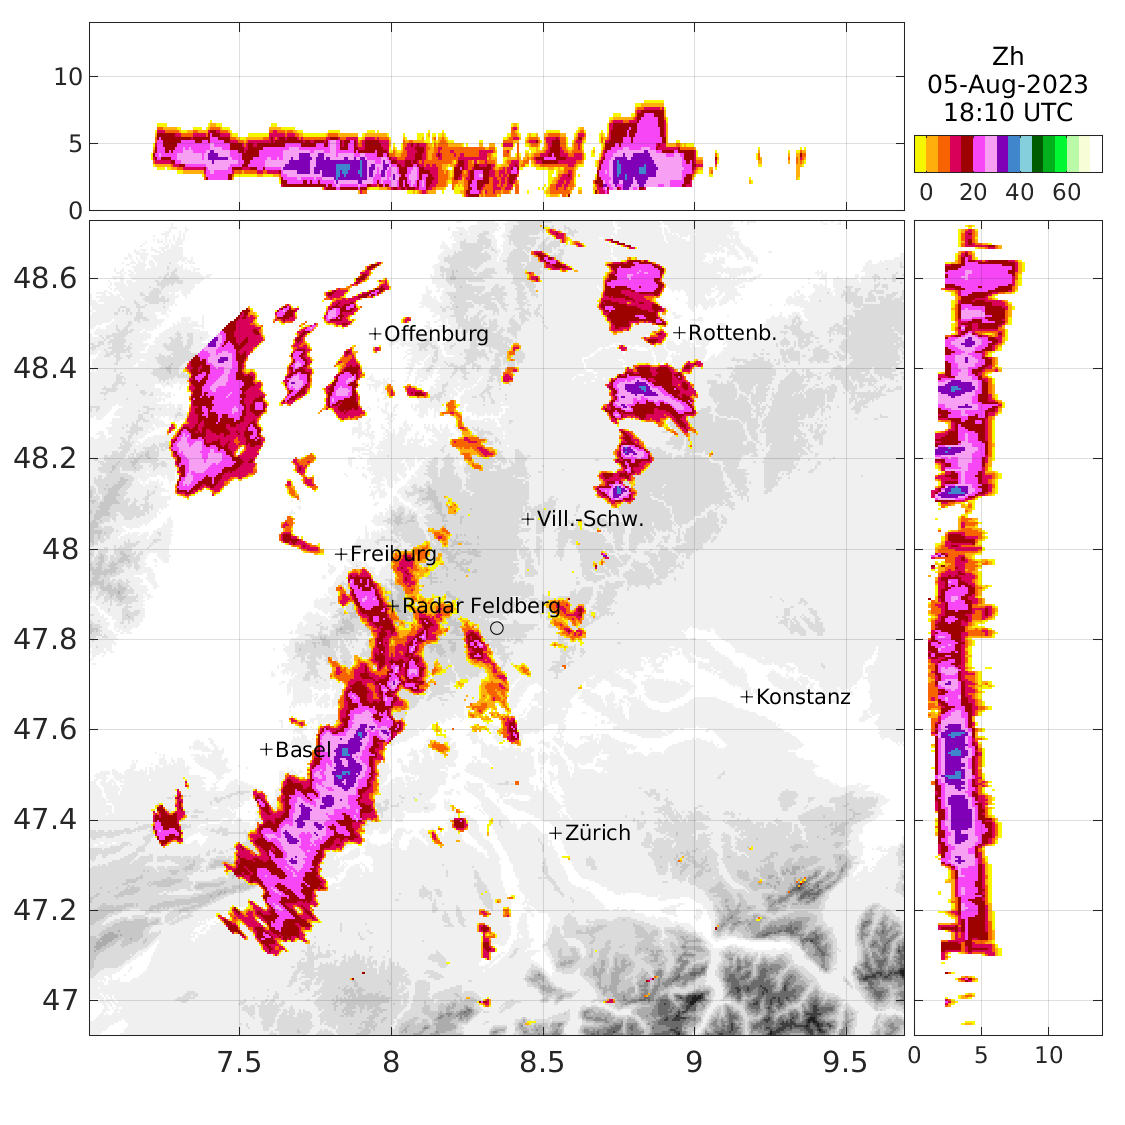 10
5
0
Zh
05-Aug-2023
18:10 UTC
0 20 40 60
48.6
48.4
48.2
48
47.8
47.6
47.4
47.2
47
+Offenburg
+Rottenb.
+Vill.-Schw.
+Freiburg
+Radar Feldberg
+Konstanz
+Basel
+Zürich
7.5 8 8.5 9 9.5
0 5 10